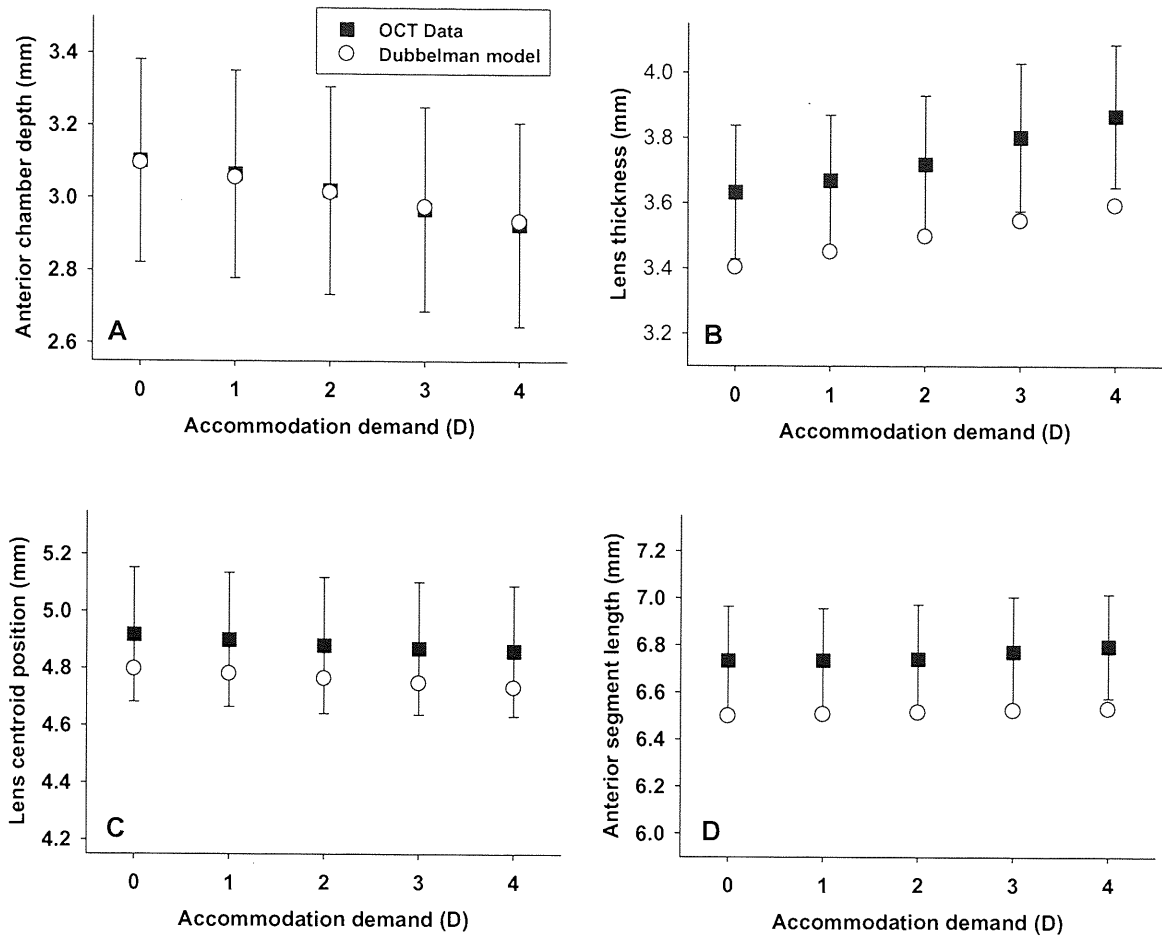 OCT Data
Dubbelman model
Anterior chamber depth (mm)
3.4
3.2
3.0
2.8
2.6
A
0 1 2 3 4
Accommodation demand (D)
Lens thickness (mm)
4.0
3.8
3.6
3.4
3.2
B
0 1 2 3 4
Accommodation demand (D)
Lens centroid position (mm)
5.2
5.0
4.8
4.6
4.4
4.2
C
0 1 2 3 4
Accommodation demand (D)
Anterior segment length (mm)
7.2
7.0
6.8
6.6
6.4
6.2
6.0
D
0 1 2 3 4
Accommodation demand (D)